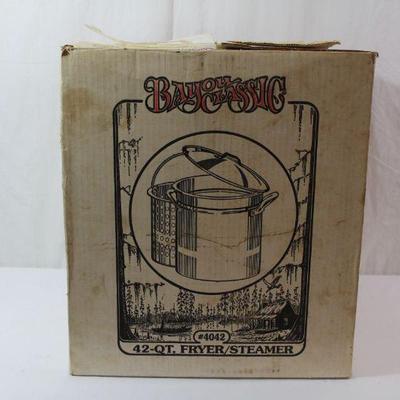 BAYOU
CLASSIC
#4042
42-QT. FRYER/STEAMER